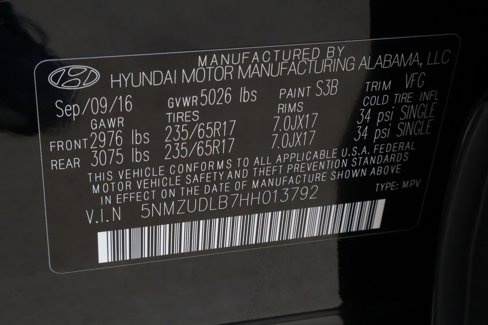 MANUFACTURED BY
HYUNDAI MOTOR MANUFACTURING ALABAMA, LLC
Sep/09/16 GVWR 5026 lbs PAINT S3B TRIM VFG
GAWR TIRES RIMS COLD TIRE INFL
FRONT 2976 lbs 235/65R17 7.0JX17 34 psi SINGLE
REAR 3075 lbs 235/65R17 7.0JX17 34 psi SINGLE
THIS VEHICLE CONFORMS TO ALL APPLICABLE U.S.A. FEDERAL
MOTOR VEHICLE SAFETY AND THEFT PREVENTION STANDARDS
IN EFFECT ON THE DATE OF MANUFACTURE SHOWN ABOVE
V.I.N 5NMZUDLB7HH013792 TYPE: MPV